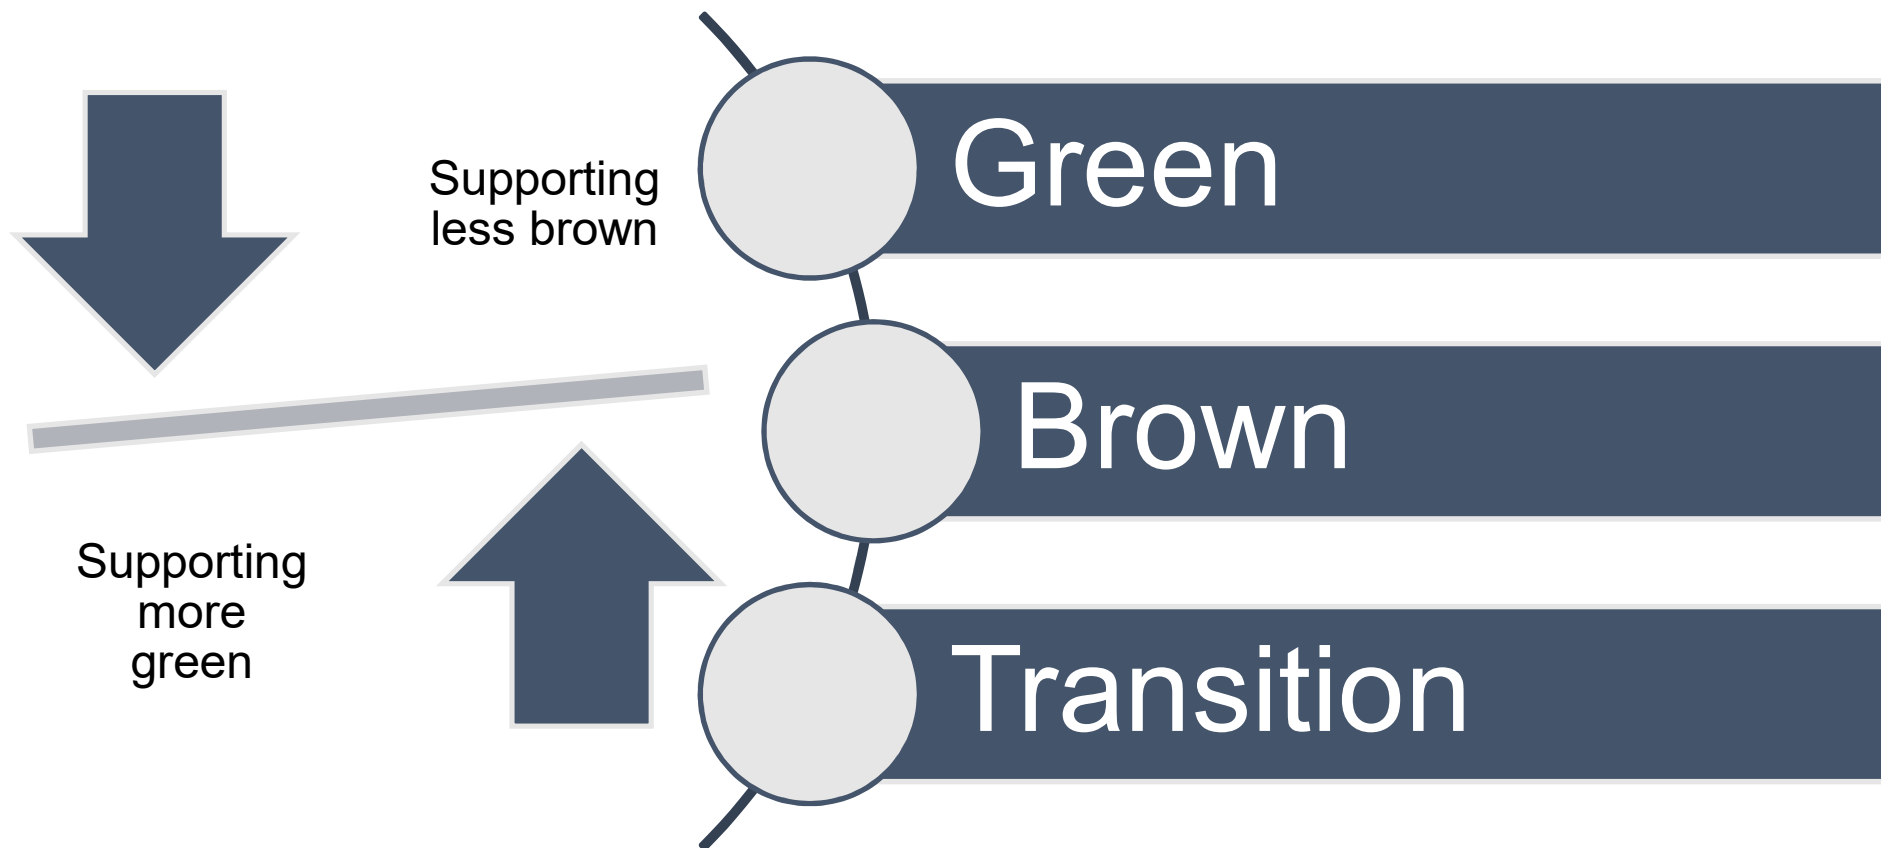 Supporting
less brown
Supporting
more
green
Green
Brown
Transition